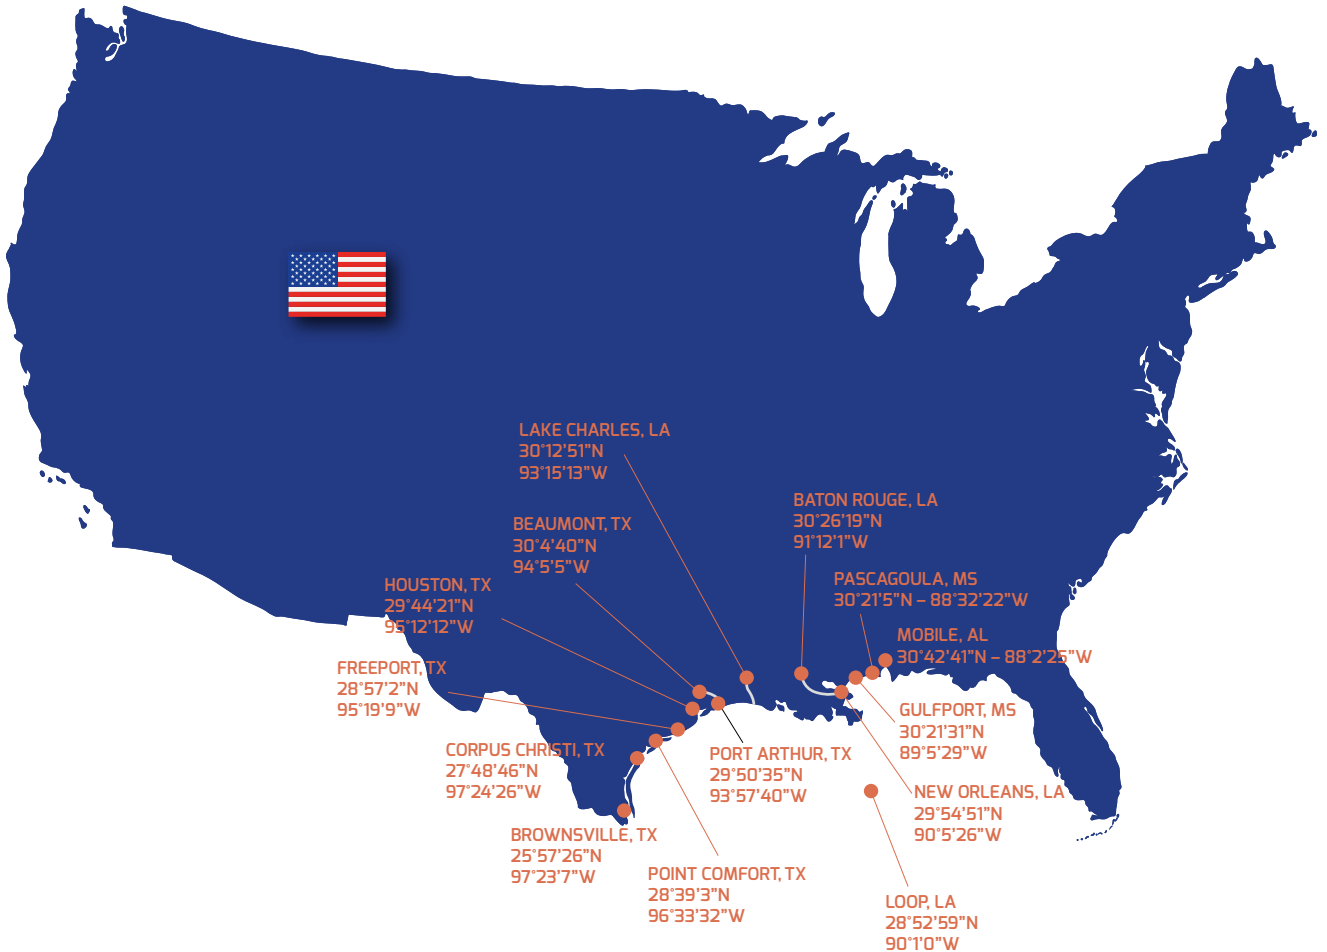 LAKE CHARLES, LA
30°12'51”N
93°15'13”W
BATON ROUGE, LA
30°26'19”N
91°12'1”W
BEAUMONT, TX
30°4'40”N
94°5'5”W
PASCAGOULA, MS
30°21'5”N – 88°32'22”W
HOUSTON, TX
29°44'21”N
95°12'12”W
MOBILE, AL
30°42'41”N – 88°2'25”W
FREEPORT, TX
28°57'2”N
95°19'9”W
GULFPORT, MS
30°21'31”N
89°5'29”W
CORPUS CHRISTI, TX
27°48'46”N
97°24'26”W
PORT ARTHUR, TX
29°50'35”N
93°57'40”W
NEW ORLEANS, LA
29°54'51”N
90°5'26”W
BROWNSVILLE, TX
25°57'26”N
97°23'7”W
POINT COMFORT, TX
28°39'3”N
96°33'32”W
LOOP, LA
28°52'59”N
90°1'0”W